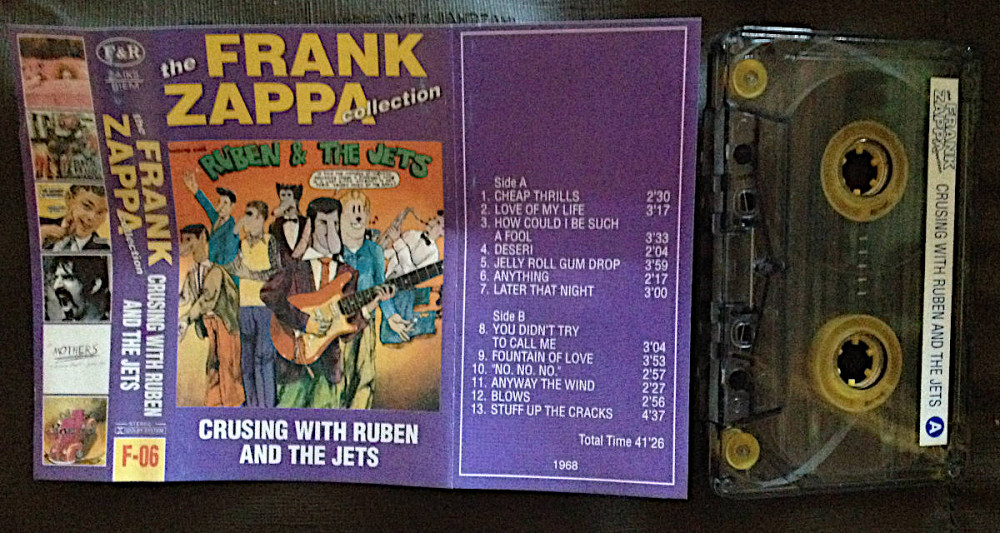 F&R
the FRANK
ZAPPA
collection
RUBEN & THE JETS
CRUSING WITH RUBEN
AND THE JETS
the FRANK
ZAPPA collection
CRUSING WITH RUBEN
AND THE JETS
MOTHERS
STEREO
DOLBY SYSTEM
F-06
Side A
1. CHEAP THRILLS 2'30
2. LOVE OF MY LIFE 3'17
3. HOW COULD I BE SUCH
A FOOL 3'33
4. DESERI 2'04
5. JELLY ROLL GUM DROP 3'59
6. ANYTHING 2'17
7. LATER THAT NIGHT 3'00
Side B
8. YOU DIDN'T TRY
TO CALL ME 3'04
9. FOUNTAIN OF LOVE 3'53
10. "NO. NO. NO." 2'57
11. ANYWAY THE WIND 2'27
12. BLOWS 2'56
13. STUFF UP THE CRACKS 4'37
Total Time 41'26
1968
FRANK
ZAPPA
CRUSING WITH RUBEN AND THE JETS
A